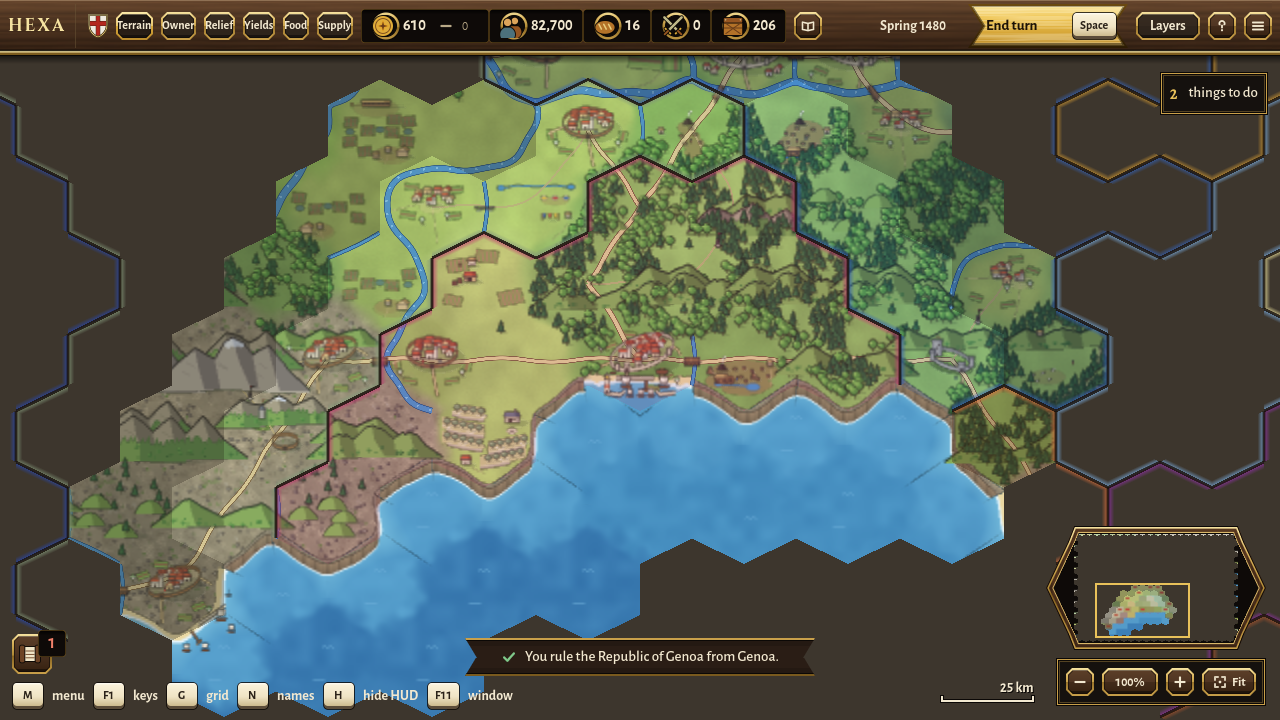 HEXA
Terrain
Owner
Relief
Yields
Food
Supply
610 — 0
82,700
16
0
206
Spring 1480
End turn
Space
Layers
?
2 things to do
1
You rule the Republic of Genoa from Genoa.
M menu F1 keys G grid N names H hide HUD F11 window
25 km
100%
Fit